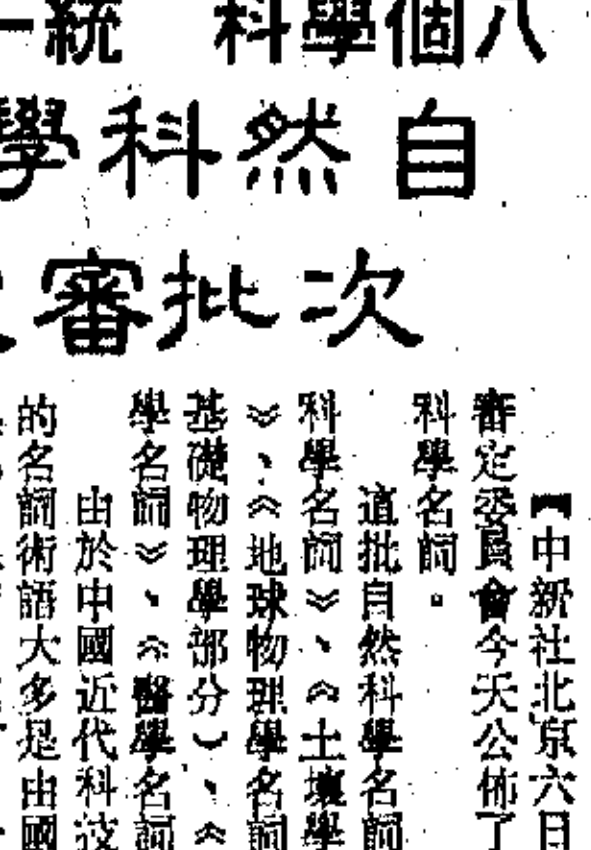 八個學科 統一
自然科學
次批審
【中新社北京六日
審定委員會今天公佈了
科學名詞。
這批自然科學名詞
科學名詞》、《土壤學
》、《地球物理學名詞
基礎物理學部分）、《
學名詞》、《醫學名詞
由於中國近代科技
的名詞術語大多是由國